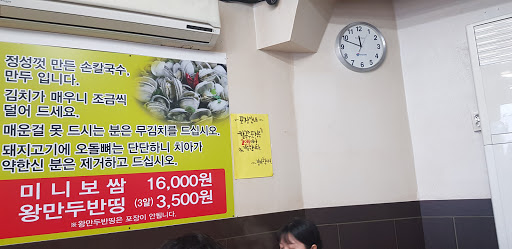 정성껏 만든 손칼국수,
만두 입니다.
김치가 매우니 조금씩
덜어 드세요.
매운걸 못 드시는 분은 무김치를 드십시오.
돼지고기에 오돌뼈는 단단하니 치아가
약한신 분은 제거하고 드십시오.
미니보쌈 16,000원
왕만두반띵 (3알) 3,500원
※왕만두반띵은 포장이 안됩니다.